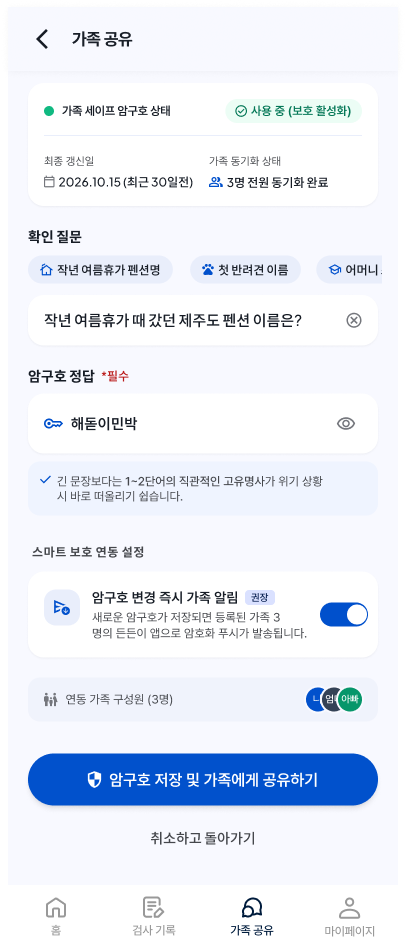 가족 공유
가족 세이프 암구호 상태
사용 중 (보호 활성화)
최종 갱신일
가족 동기화 상태
2026.10.15 (최근 30일전)
3명 전원 동기화 완료
확인 질문
작년 여름휴가 펜션명
첫 반려견 이름
어머니
작년 여름휴가 때 갔던 제주도 펜션 이름은?
암구호 정답 *필수
해돋이민박
긴 문장보다는 1~2단어의 직관적인 고유명사가 위기 상황
시 바로 떠올리기 쉽습니다.
스마트 보호 연동 설정
암구호 변경 즉시 가족 알림 권장
새로운 암구호가 저장되면 등록된 가족 3
명의 든든이 앱으로 암호화 푸시가 발송됩니다.
연동 가족 구성원 (3명)
아빠
암구호 저장 및 가족에게 공유하기
취소하고 돌아가기
홈
검사 기록
가족 공유
마이페이지